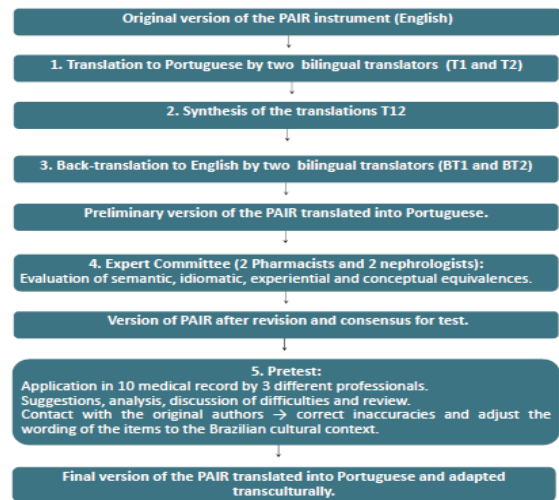 Original version of the PAIR instrument (English)
↓
1. Translation to Portuguese by two bilingual translators (T1 and T2)
↓
2. Synthesis of the translations T12
↓
3. Back-translation to English by two bilingual translators (BT1 and BT2)
↓
Preliminary version of the PAIR translated into Portuguese.
↓
4. Expert Committee (2 Pharmacists and 2 nephrologists):
Evaluation of semantic, idiomatic, experiential and conceptual equivalences.
↓
Version of PAIR after revision and consensus for test.
↓
5. Pretest:
Application in 10 medical record by 3 different professionals.
Suggestions, analysis, discussion of difficulties and review.
Contact with the original authors → correct inaccuracies and adjust the
wording of the items to the Brazilian cultural context.
↓
Final version of the PAIR translated into Portuguese and adapted
transculturally.